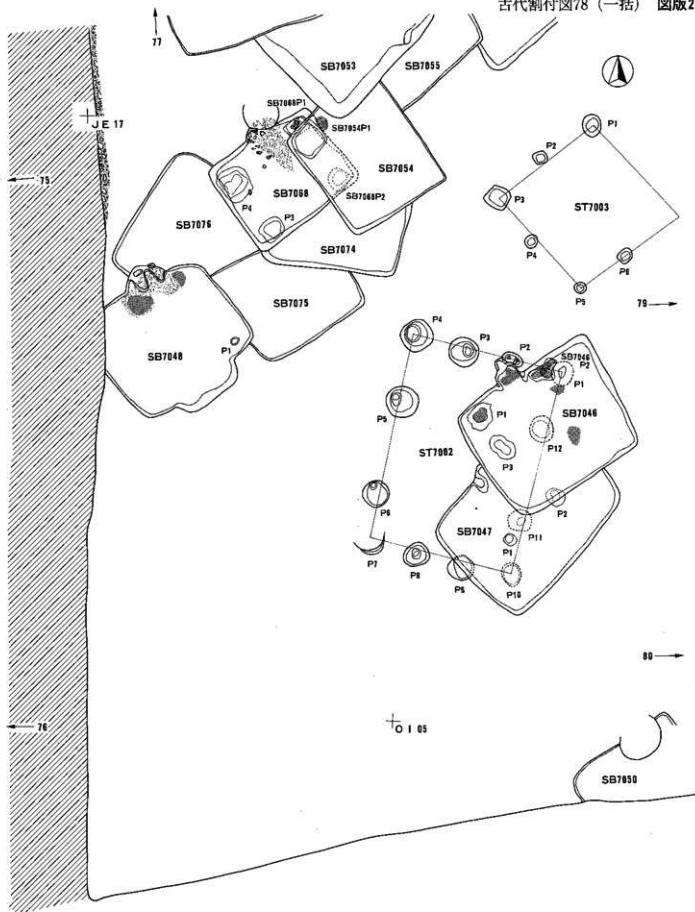 古代割付図78（一括） 図版2
77
SB7053
SB7055
JE 17
SB7068P1
SB7054P1
P1
P2
75
SB7054
P4
SB7068
SB7068P2
P3
ST7003
SB7076
P3
P4
P6
SB7074
P5
79
SB7075
P4
P3
P2
SB7046
P2
P1
SB7048
P1
P5
P1
SB7046
P12
P3
ST7002
P6
P2
SB7047
P11
P1
P7
P8
P9
P10
80
76
OI 05
SB7050